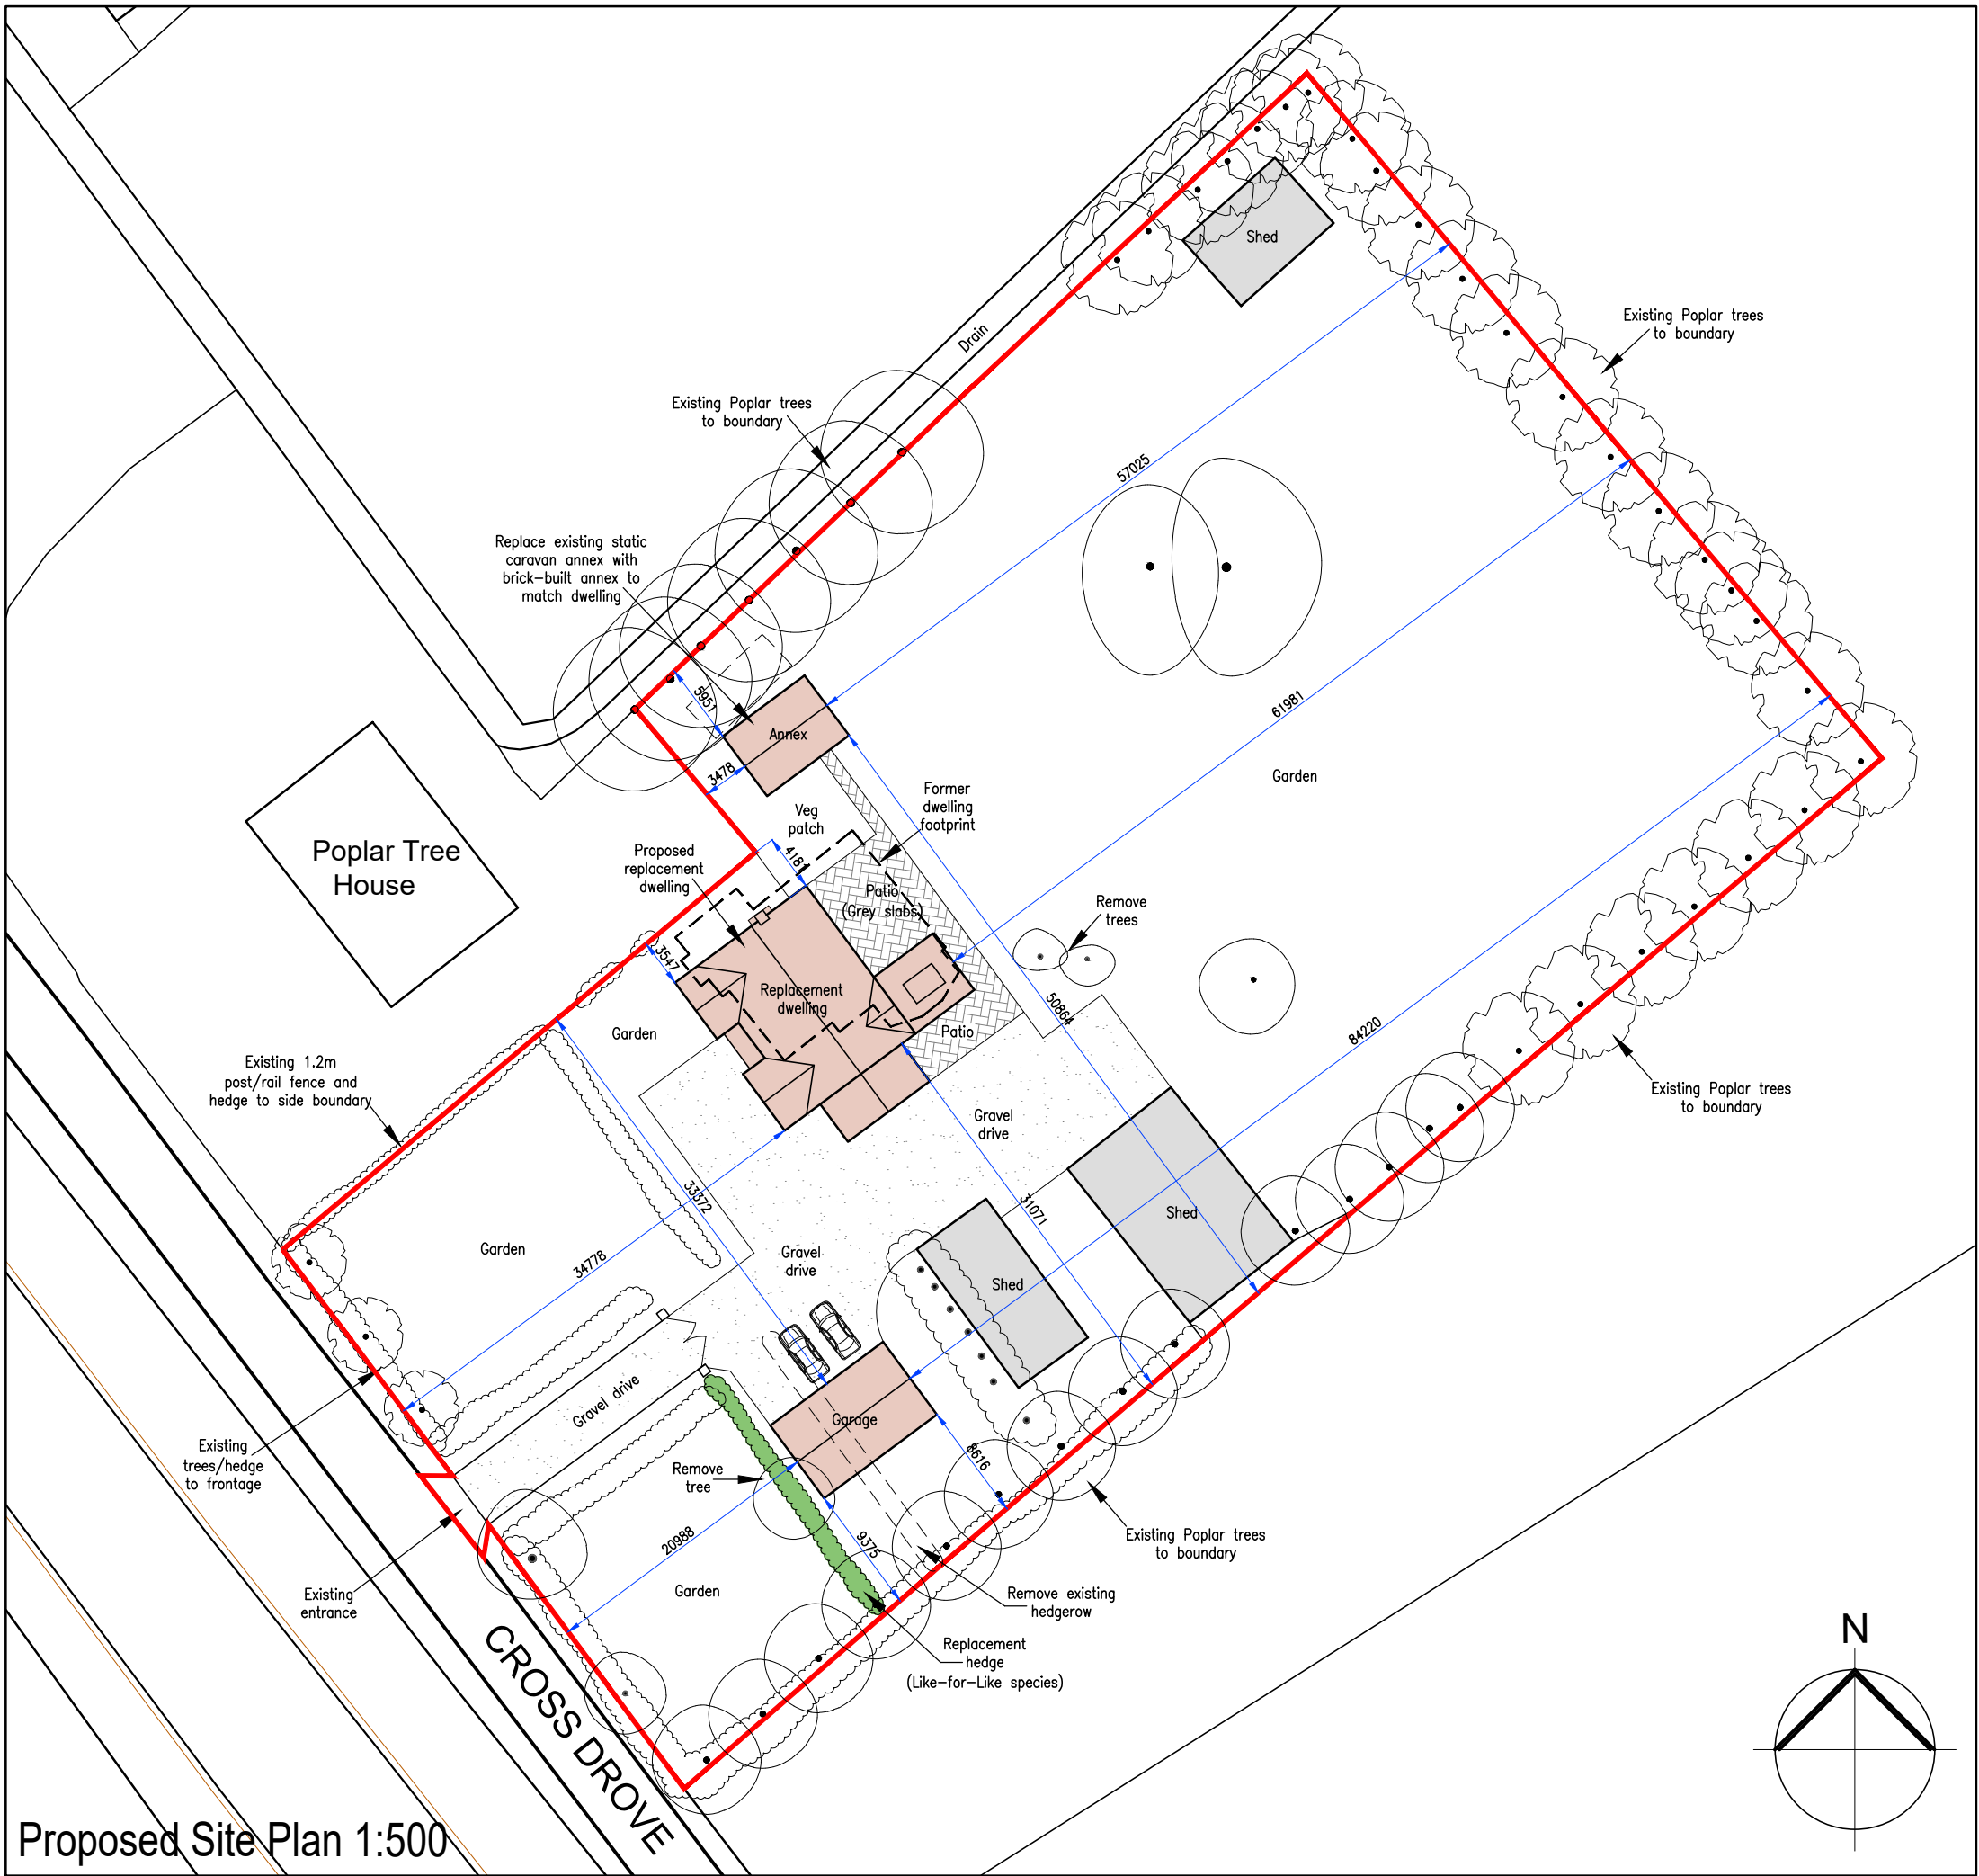 Shed
Drain
Existing Poplar trees
to boundary
Existing Poplar trees
to boundary
57025
Replace existing static
caravan annex with
brick-built annex to
match dwelling
5951
61981
Annex
3478
Garden
Former
dwelling
footprint
Veg
patch
Poplar Tree
House
Proposed
replacement
dwelling
4181
Patio
(Grey slabs)
Remove
trees
3547
Replacement
dwelling
50864
84220
Garden
Patio
Existing 1.2m
post/rail fence and
hedge to side boundary
Existing Poplar trees
to boundary
Gravel
drive
33372
31071
Shed
Garden
34778
Gravel
drive
Shed
Gravel drive
Garage
Existing
trees/hedge
to frontage
Remove
tree
8616
20988
9375
Existing Poplar trees
to boundary
Existing
entrance
Garden
Remove existing
hedgerow
Replacement
hedge
(Like-for-Like species)
CROSS DROVE
N
Proposed Site Plan 1:500